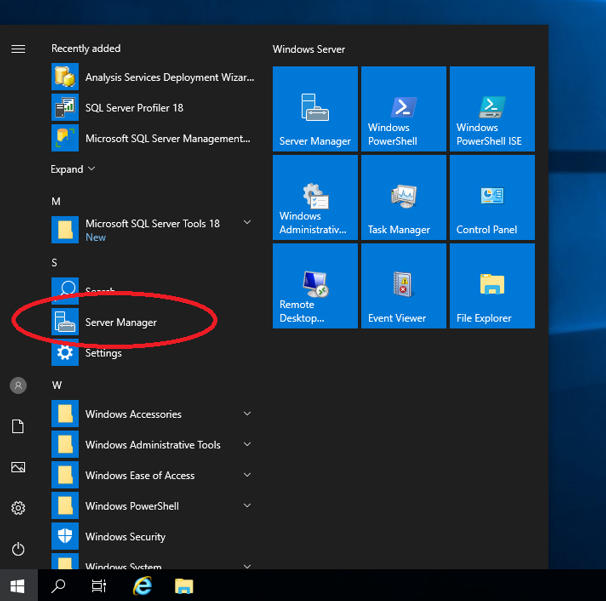 Recently added
Analysis Services Deployment Wizar...
SQL Server Profiler 18
Microsoft SQL Server Management...
Expand
M
Microsoft SQL Server Tools 18
New
S
Search
Server Manager
Settings
W
Windows Accessories
Windows Administrative Tools
Windows Ease of Access
Windows PowerShell
Windows Security
Windows System
Windows Server
Server Manager
Windows
PowerShell
Windows
PowerShell ISE
Windows
Administrativ...
Task Manager
Control Panel
Remote
Desktop...
Event Viewer
File Explorer